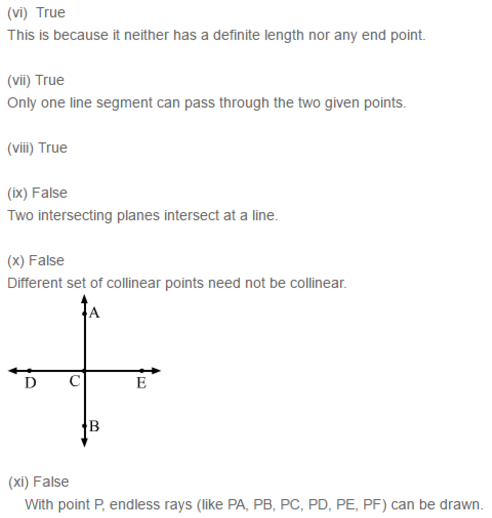 (vi) True
This is because it neither has a definite length nor any end point.
(vii) True
Only one line segment can pass through the two given points.
(viii) True
(ix) False
Two intersecting planes intersect at a line.
(x) False
Different set of collinear points need not be collinear.
A
D C E
B
(xi) False
With point P, endless rays (like PA, PB, PC, PD, PE, PF) can be drawn.